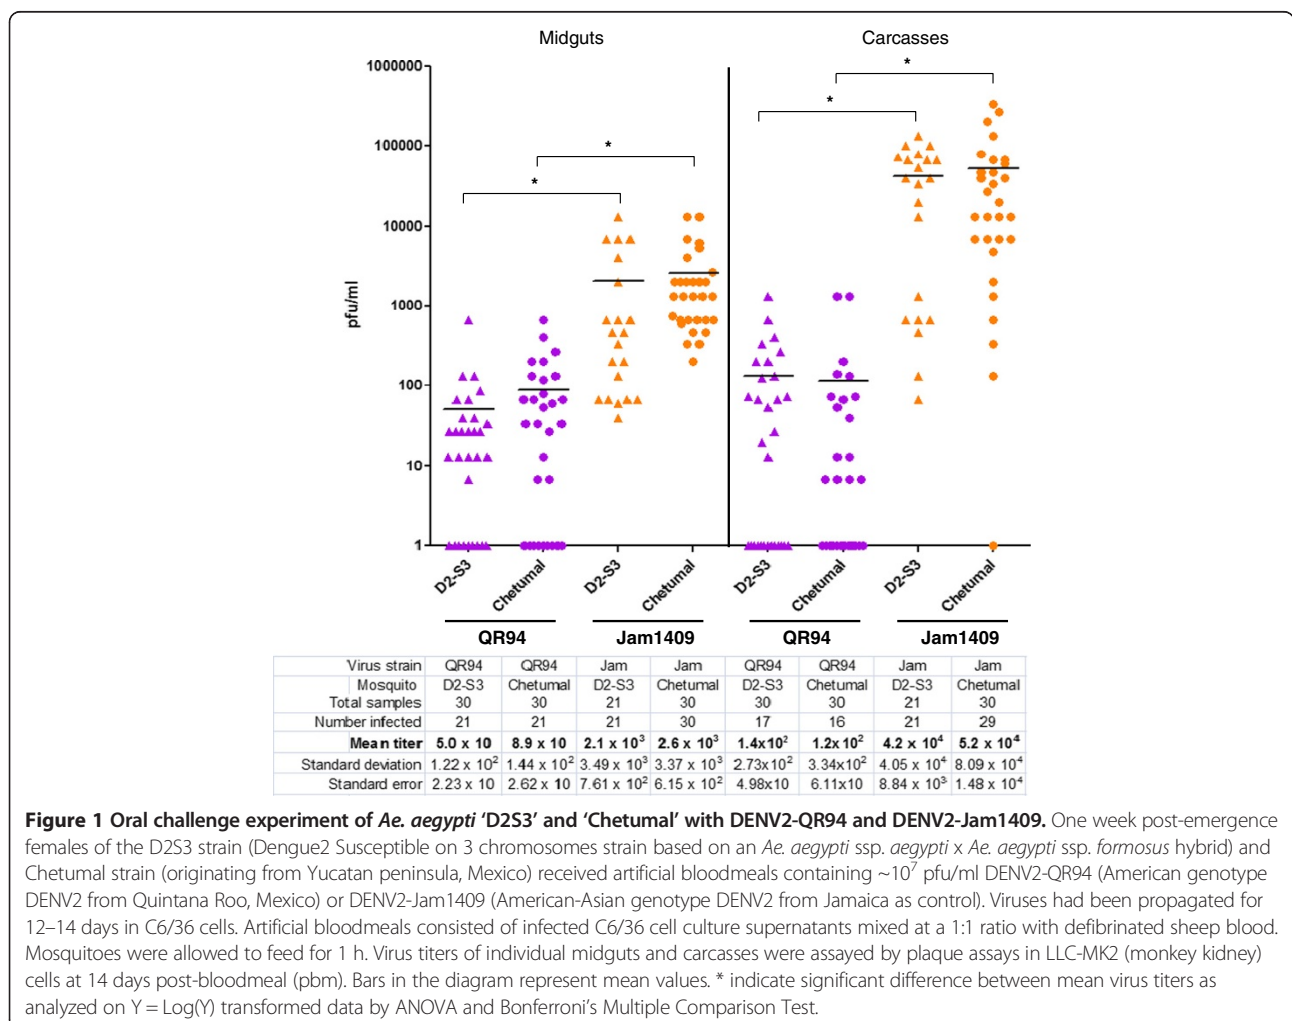 Midguts
Carcasses
1000000
100000
10000
1000
100
10
1
pfu/ml
*
*
*
*
D2-S3
Chetumal
D2-S3
Chetumal
D2-S3
Chetumal
D2-S3
Chetumal
QR94
Jam1409
QR94
Jam1409
Virus strain QR94 QR94 Jam Jam QR94 QR94 Jam Jam
Mosquito D2-S3 Chetumal D2-S3 Chetumal D2-S3 Chetumal D2-S3 Chetumal
Total samples 30 30 21 30 30 30 21 30
Number infected 21 21 21 30 17 16 21 29
Mean titer 5.0 x 10 8.9 x 10 2.1 x 10³ 2.6 x 10³ 1.4x10² 1.2x10² 4.2 x 10⁴ 5.2 x 10⁴
Standard deviation 1.22 x 10² 1.44 x 10² 3.49 x 10³ 3.37 x 10³ 2.73x10² 3.34x10² 4.05 x 10⁴ 8.09 x 10⁴
Standard error 2.23 x 10 2.62 x 10 7.61 x 10² 6.15 x 10² 4.98x10 6.11x10 8.84 x 10³ 1.48 x 10⁴
Figure 1 Oral challenge experiment of Ae. aegypti ‘D2S3’ and ‘Chetumal’ with DENV2-QR94 and DENV2-Jam1409. One week post-emergence
females of the D2S3 strain (Dengue2 Susceptible on 3 chromosomes strain based on an Ae. aegypti ssp. aegypti x Ae. aegypti ssp. formosus hybrid) and
Chetumal strain (originating from Yucatan peninsula, Mexico) received artificial bloodmeals containing ~10⁷ pfu/ml DENV2-QR94 (American genotype
DENV2 from Quintana Roo, Mexico) or DENV2-Jam1409 (American-Asian genotype DENV2 from Jamaica as control). Viruses had been propagated for
12–14 days in C6/36 cells. Artificial bloodmeals consisted of infected C6/36 cell culture supernatants mixed at a 1:1 ratio with defibrinated sheep blood.
Mosquitoes were allowed to feed for 1 h. Virus titers of individual midguts and carcasses were assayed by plaque assays in LLC-MK2 (monkey kidney)
cells at 14 days post-bloodmeal (pbm). Bars in the diagram represent mean values. * indicate significant difference between mean virus titers as
analyzed on Y = Log(Y) transformed data by ANOVA and Bonferroni’s Multiple Comparison Test.